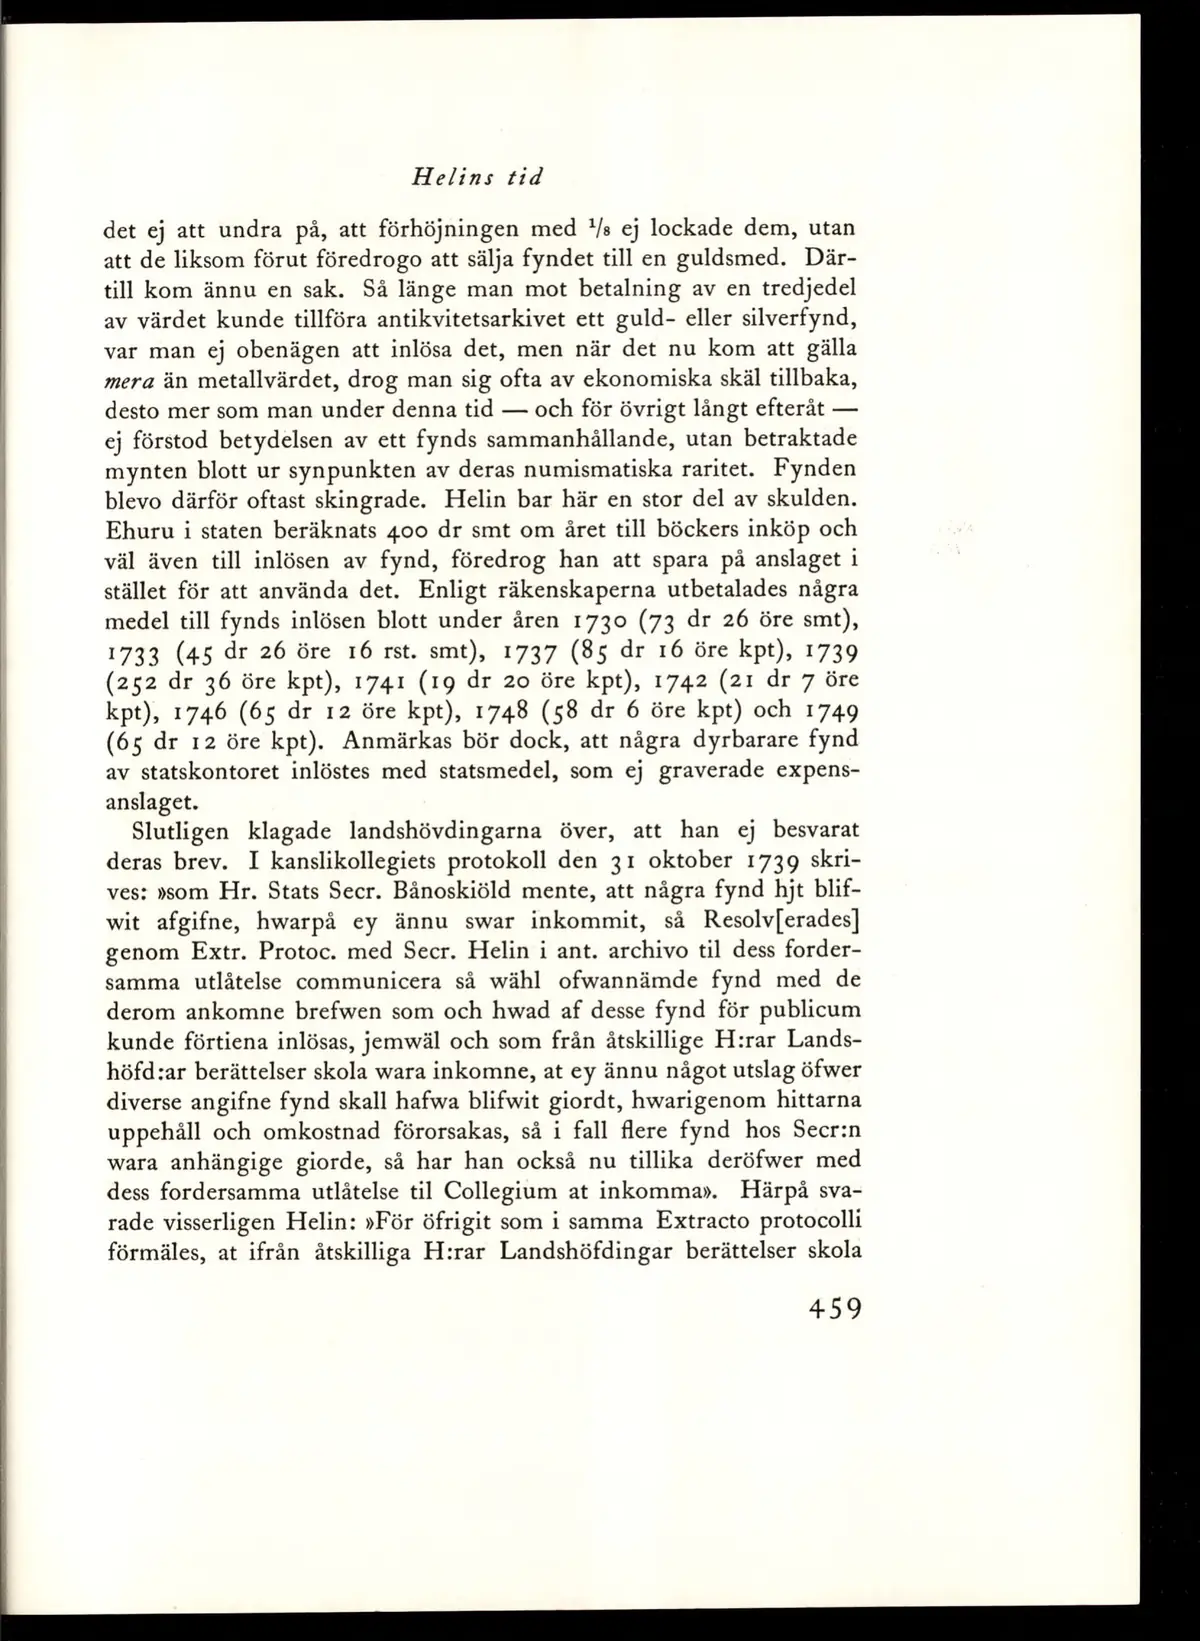 Helins tid
det ej att undra på, att förhöjningen med 1/8 ej lockade dem, utan
att de liksom förut föredrogo att sälja fyndet till en guldsmed. Där-
till kom ännu en sak. Så länge man mot betalning av en tredjedel
av värdet kunde tillföra antikvitetsarkivet ett guld- eller silverfynd,
var man ej obenägen att inlösa det, men när det nu kom att gälla
mera än metallvärdet, drog man sig ofta av ekonomiska skäl tillbaka,
desto mer som man under denna tid — och för övrigt långt efteråt —
ej förstod betydelsen av ett fynds sammanhållande, utan betraktade
mynten blott ur synpunkten av deras numismatiska raritet. Fynden
blevo därför oftast skingrade. Helin bar här en stor del av skulden.
Ehuru i staten beräknats 400 dr smt om året till böckers inköp och
väl även till inlösen av fynd, föredrog han att spara på anslaget i
stället för att använda det. Enligt räkenskaperna utbetalades några
medel till fynds inlösen blott under åren 1730 (73 dr 26 öre smt),
1733 (45 dr 26 öre 16 rst. smt), 1737 (85 dr 16 öre kpt), 1739
(252 dr 36 öre kpt), 1741 (19 dr 20 öre kpt), 1742 (21 dr 7 öre
kpt), 1746 (65 dr 12 öre kpt), 1748 (58 dr 6 öre kpt) och 1749
(65 dr 12 öre kpt). Anmärkas bör dock, att några dyrbarare fynd
av statskontoret inlöstes med statsmedel, som ej graverade expens-
anslaget.
Slutligen klagade landshövdingarna över, att han ej besvarat
deras brev. I kanslikollegiets protokoll den 31 oktober 1739 skri-
ves: »som Hr. Stats Secr. Bånoskiöld mente, att några fynd hjt blif-
wit afgifne, hwarpå ey ännu swar inkommit, så Resolv[erades]
genom Extr. Protoc. med Secr. Helin i ant. archivo til dess forder-
samma utlåtelse communicera så wähl ofwannämde fynd med de
derom ankomne brefwen som och hwad af desse fynd för publicum
kunde förtiena inlösas, jemwäl och som från åtskillige H:rar Lands-
höfd:ar berättelser skola wara inkomne, at ey ännu något utslag öfwer
diverse angifne fynd skall hafwa blifwit giordt, hwarigenom hittarna
uppehåll och omkostnad förorsakas, så i fall flere fynd hos Secr:n
wara anhängige giorde, så har han också nu tillika deröfwer med
dess fordersamma utlåtelse til Collegium at inkomma». Härpå sva-
rade visserligen Helin: »För öfrigit som i samma Extracto protocolli
förmäles, at ifrån åtskilliga H:rar Landshöfdingar berättelser skola
459